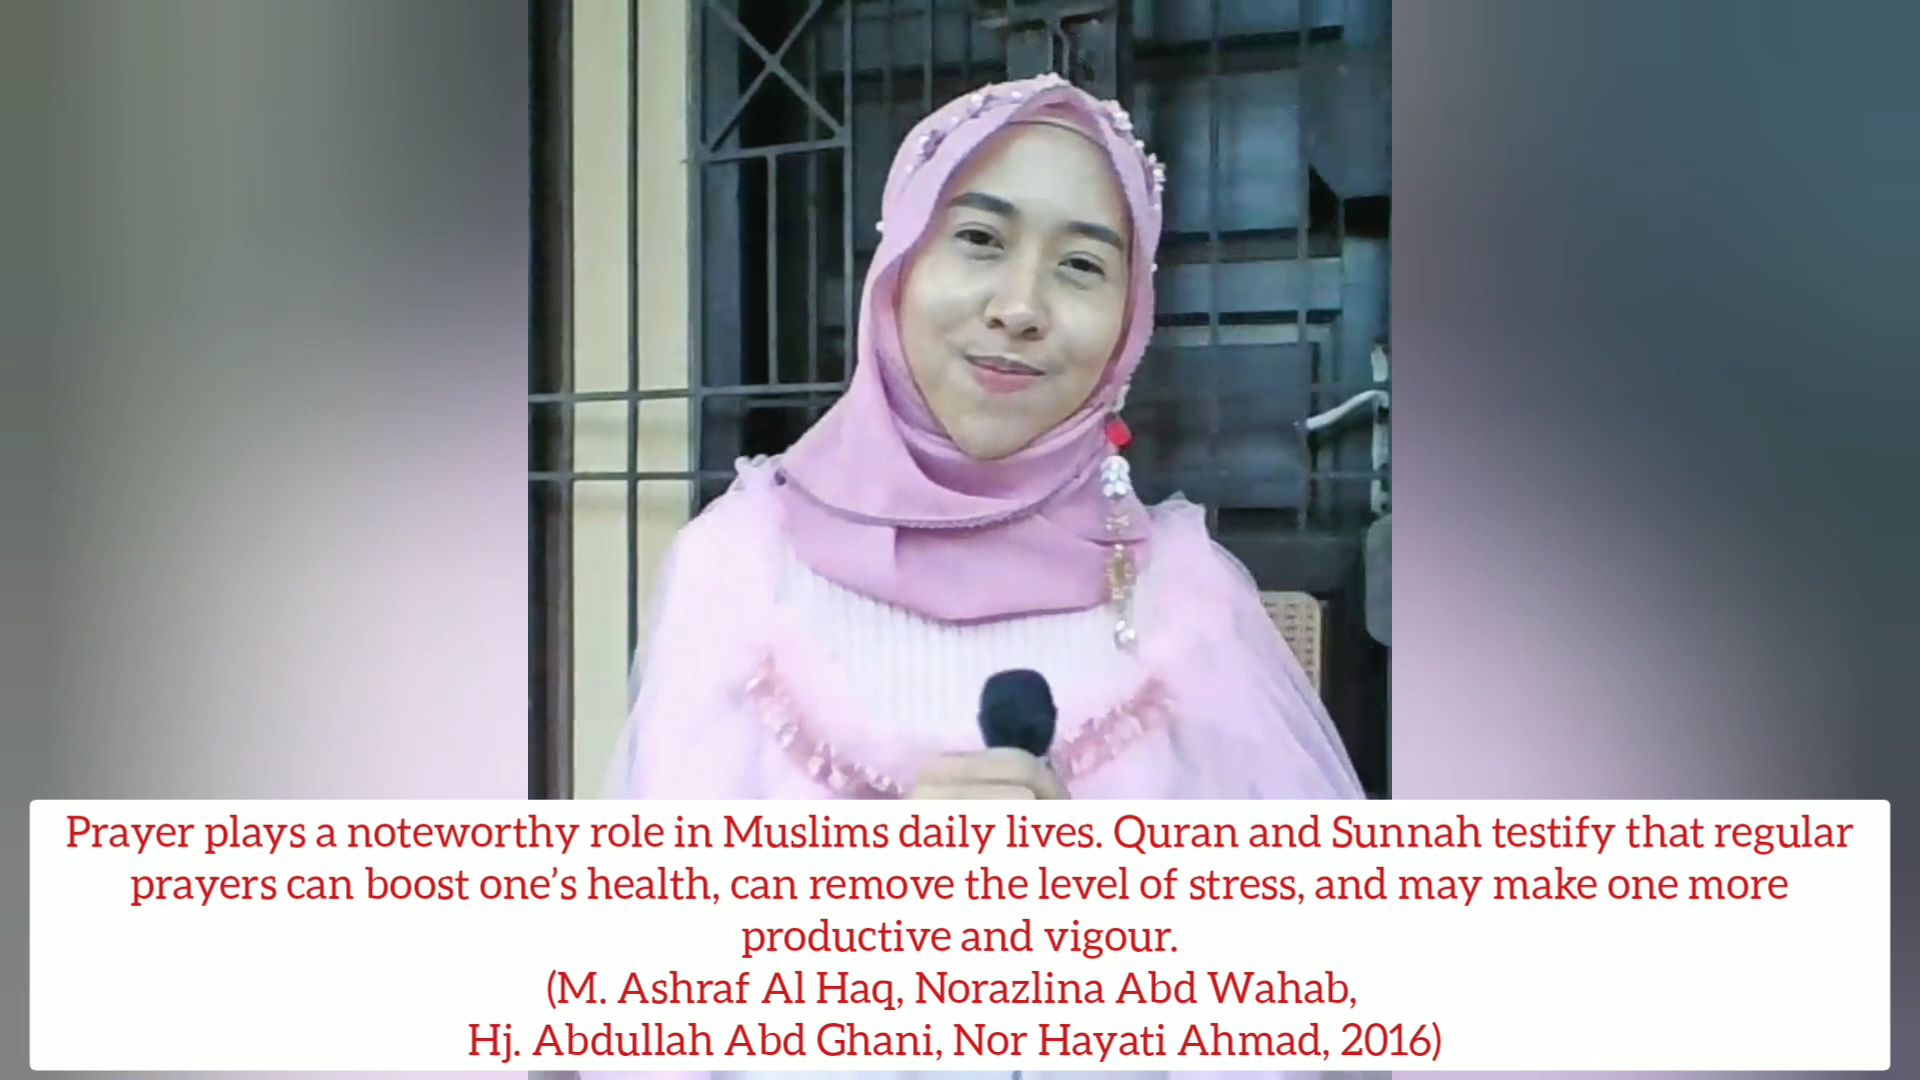 Prayer plays a noteworthy role in Muslims daily lives. Quran and Sunnah testify that regular
prayers can boost one’s health, can remove the level of stress, and may make one more
productive and vigour.
(M. Ashraf Al Haq, Norazlina Abd Wahab,
Hj. Abdullah Abd Ghani, Nor Hayati Ahmad, 2016)